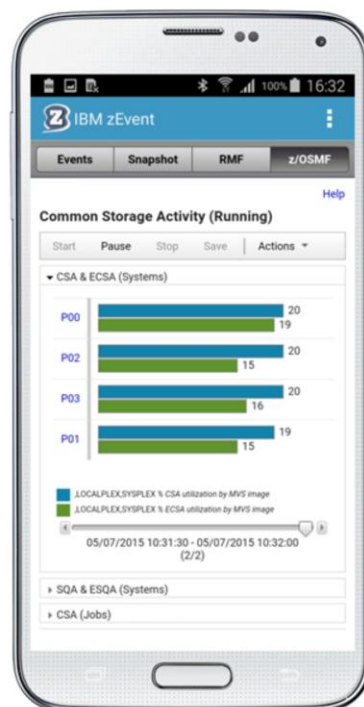 100% 16:32
Z IBM zEvent
Events Snapshot RMF z/OSMF
Help
Common Storage Activity (Running)
Start Pause Stop Save Actions
CSA & ECSA (Systems)
P00 20
19
P02 20
15
P03 20
16
P01 19
15
,LOCALPLEX,SYSPLEX % CSA utilization by MVS image
,LOCALPLEX,SYSPLEX % ECSA utilization by MVS image
05/07/2015 10:31:30 - 05/07/2015 10:32:00
(2/2)
SQA & ESQA (Systems)
CSA (Jobs)